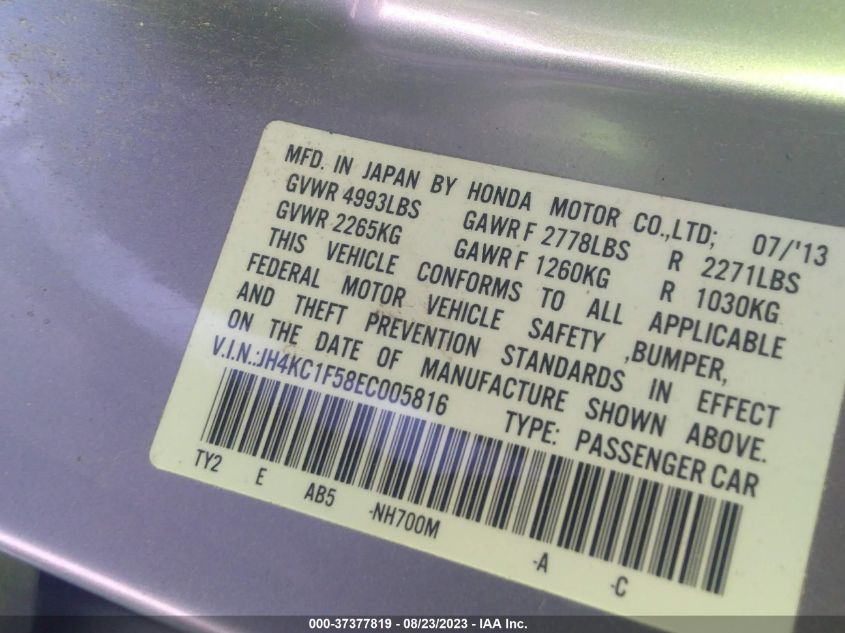 MFD. IN JAPAN BY HONDA MOTOR CO.,LTD; 07/'13
GVWR 4993LBS GAWR F 2778LBS R 2271LBS
GVWR 2265KG GAWR F 1260KG R 1030KG
THIS VEHICLE CONFORMS TO ALL APPLICABLE
FEDERAL MOTOR VEHICLE SAFETY ,BUMPER,
AND THEFT PREVENTION STANDARDS IN EFFECT
ON THE DATE OF MANUFACTURE SHOWN ABOVE.
V.I.N.:JH4KC1F58EC005816 TYPE: PASSENGER CAR
TY2 E AB5 -NH700M -A -C
000-37377819 - 08/23/2023 - IAA Inc.